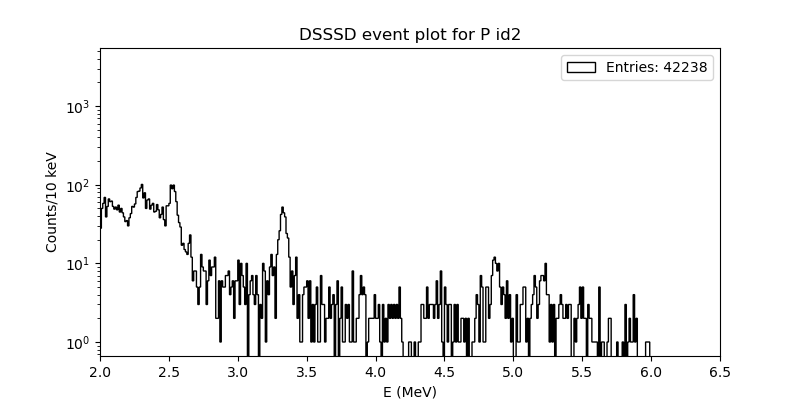 DSSSD event plot for P id2
Entries: 42238
Counts/10 keV
10³
10²
10¹
10⁰
2.0 2.5 3.0 3.5 4.0 4.5 5.0 5.5 6.0 6.5
E (MeV)